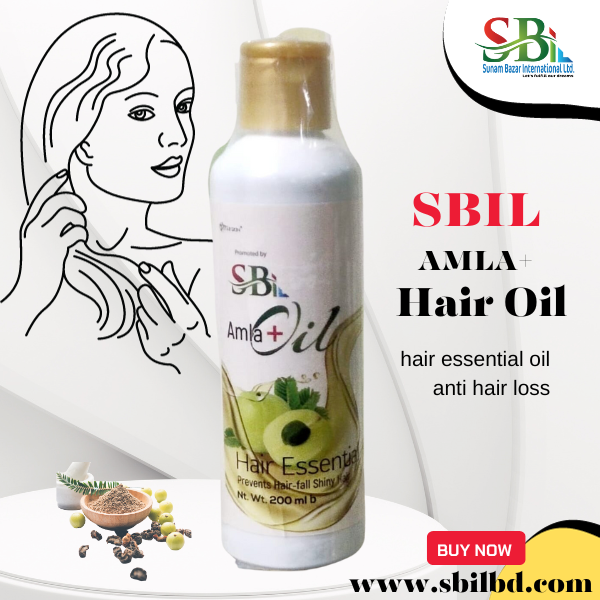 SBiL
Sunam Bazar International Ltd.
SBIL
AMLA+
Hair Oil
hair essential oil
anti hair loss
Promoted by
SBiL
Amla+Oil
Hair Essential
Prevents Hair-fall Shiny
Nt. Wt. 200 ml
BUY NOW
www.sbilbd.com